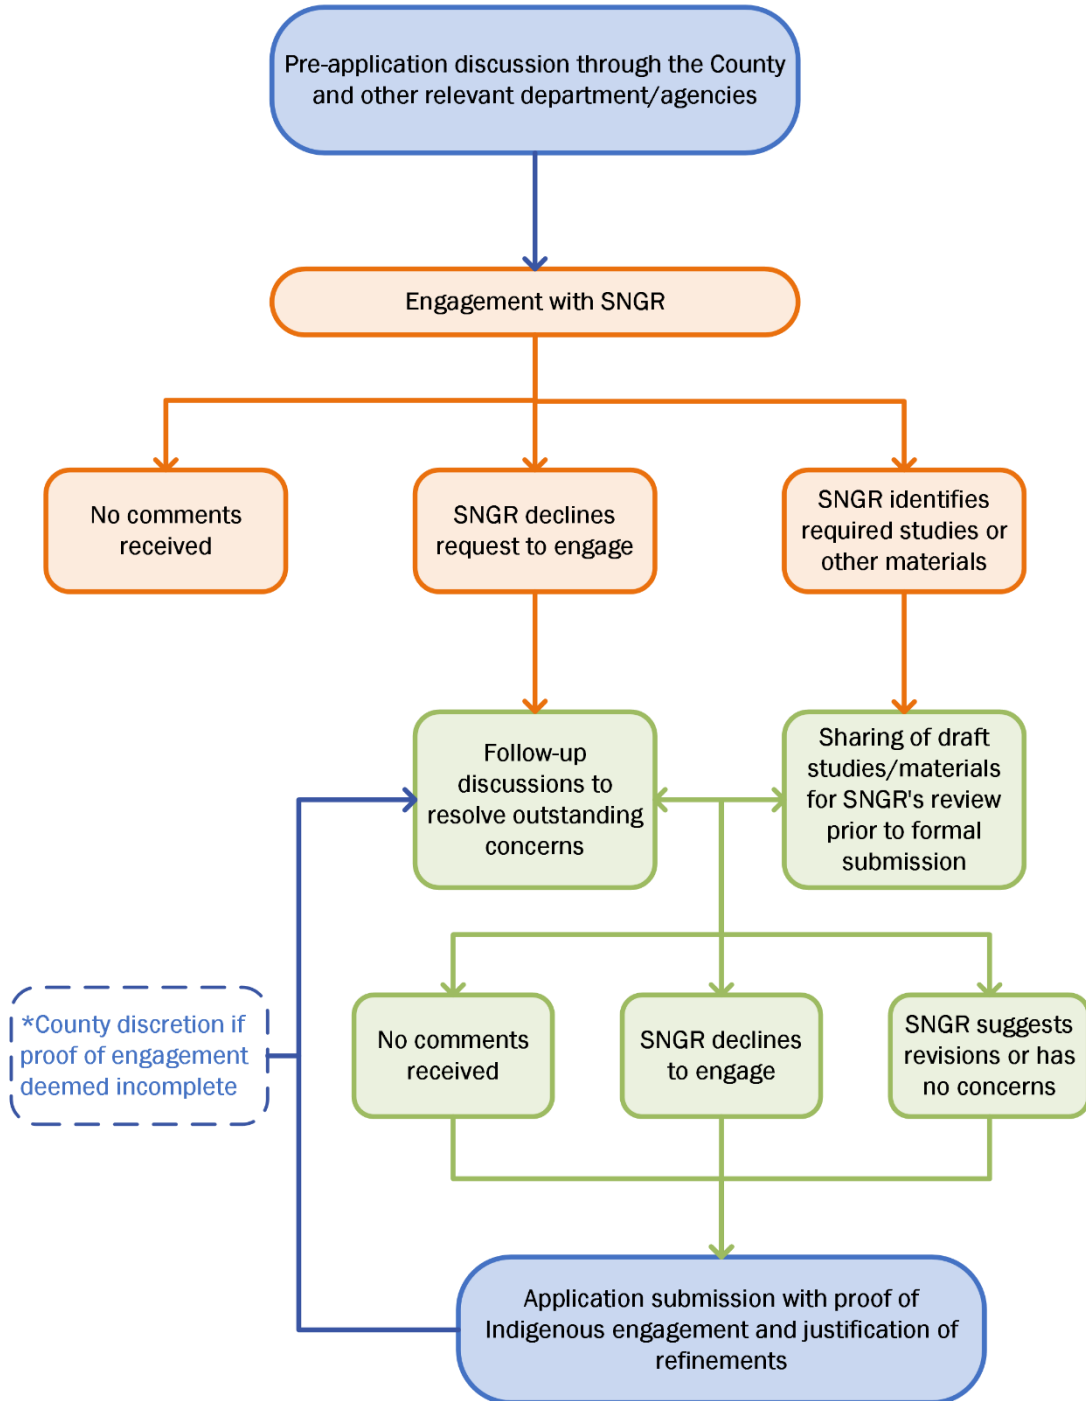 Pre-application discussion through the County
and other relevant department/agencies
Engagement with SNGR
No comments
received
SNGR declines
request to engage
SNGR identifies
required studies or
other materials
Follow-up
discussions to
resolve outstanding
concerns
Sharing of draft
studies/materials
for SNGR's review
prior to formal
submission
*County discretion if
proof of engagement
deemed incomplete
No comments
received
SNGR declines
to engage
SNGR suggests
revisions or has
no concerns
Application submission with proof of
Indigenous engagement and justification of
refinements